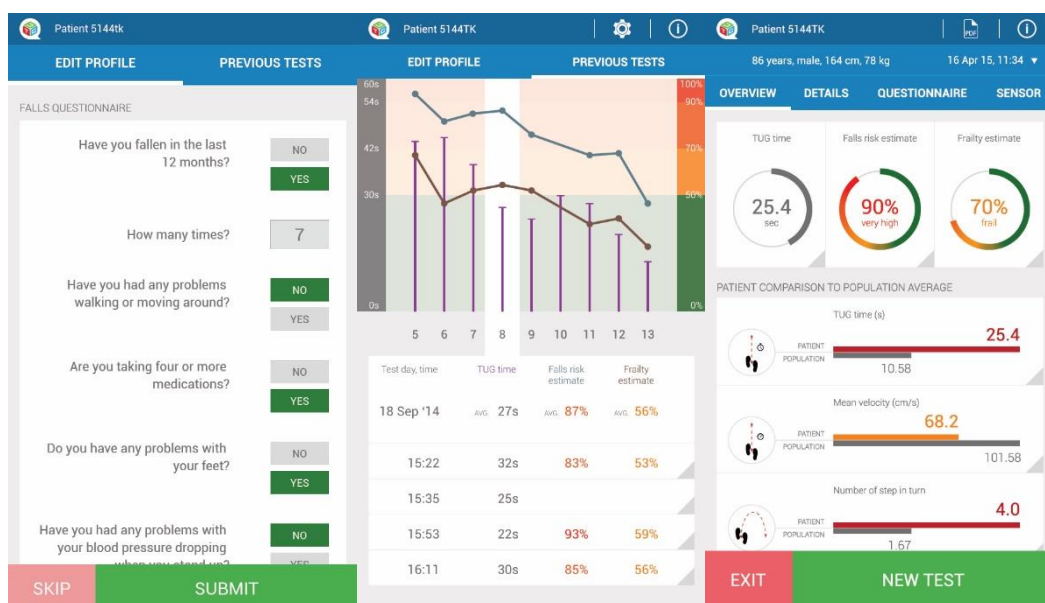 Patient 5144tk
EDIT PROFILE PREVIOUS TESTS
FALLS QUESTIONNAIRE
Have you fallen in the last
12 months?
NO
YES
How many times?
7
Have you had any problems
walking or moving around?
NO
YES
Are you taking four or more
medications?
NO
YES
Do you have any problems with
your feet?
NO
YES
Have you had any problems with
your blood pressure dropping
when you stand up?
NO
YES
SKIP SUBMIT
Patient 5144TK
EDIT PROFILE PREVIOUS TESTS
60s 100%
54s 90%
42s 70%
30s 50%
0s 0%
5 6 7 8 9 10 11 12 13
Test day, time TUG time Falls risk estimate Frailty estimate
18 Sep '14 AVG. 27s AVG. 87% AVG. 56%
15:22 32s 83% 53%
15:35 25s
15:53 22s 93% 59%
16:11 30s 85% 56%
Patient 5144TK
PDF
86 years, male, 164 cm, 78 kg 16 Apr 15, 11:34
OVERVIEW DETAILS QUESTIONNAIRE SENSOR
TUG time Falls risk estimate Frailty estimate
25.4 90% 70%
sec very high frail
PATIENT COMPARISON TO POPULATION AVERAGE
TUG time (s)
25.4
PATIENT
POPULATION
10.58
Mean velocity (cm/s)
68.2
PATIENT
POPULATION
101.58
Number of step in turn
4.0
PATIENT
POPULATION
1.67
EXIT NEW TEST